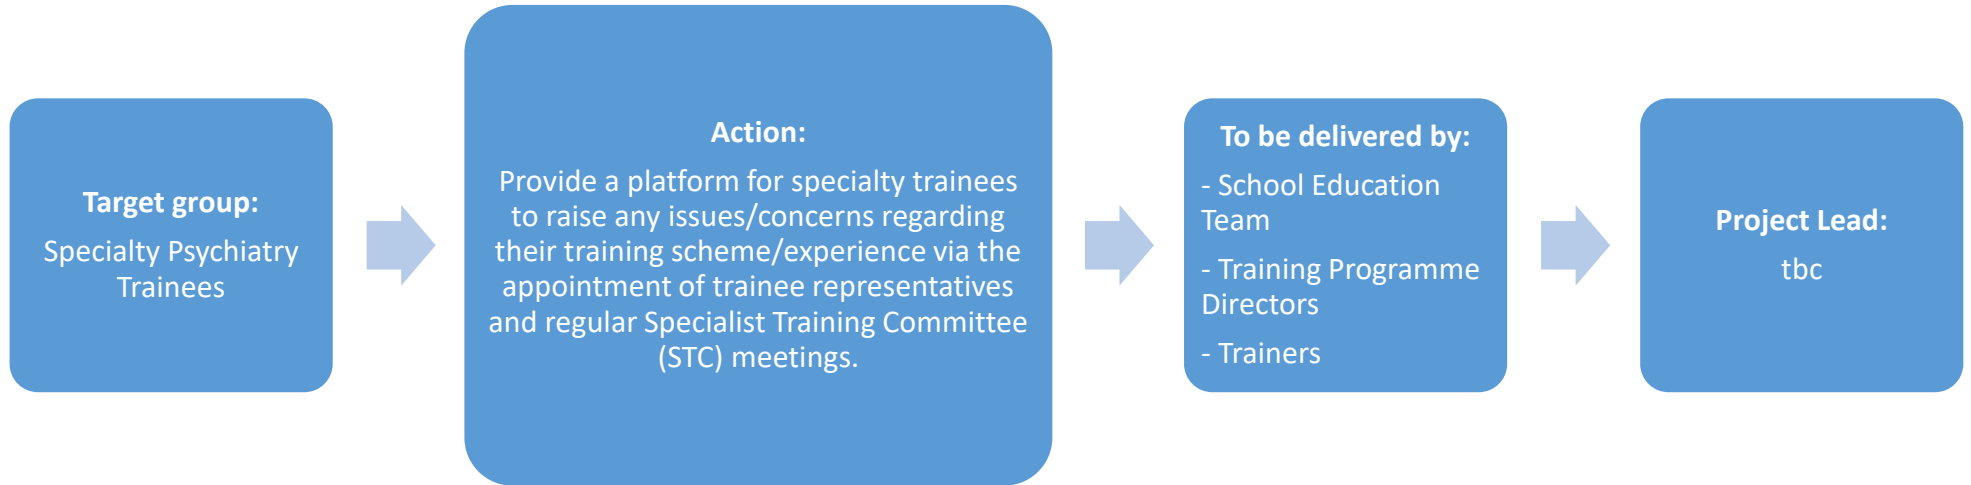 Target group:
Specialty Psychiatry
Trainees
Action:
Provide a platform for specialty trainees
to raise any issues/concerns regarding
their training scheme/experience via the
appointment of trainee representatives
and regular Specialist Training Committee
(STC) meetings.
To be delivered by:
- School Education
Team
- Training Programme
Directors
- Trainers
Project Lead:
tbc